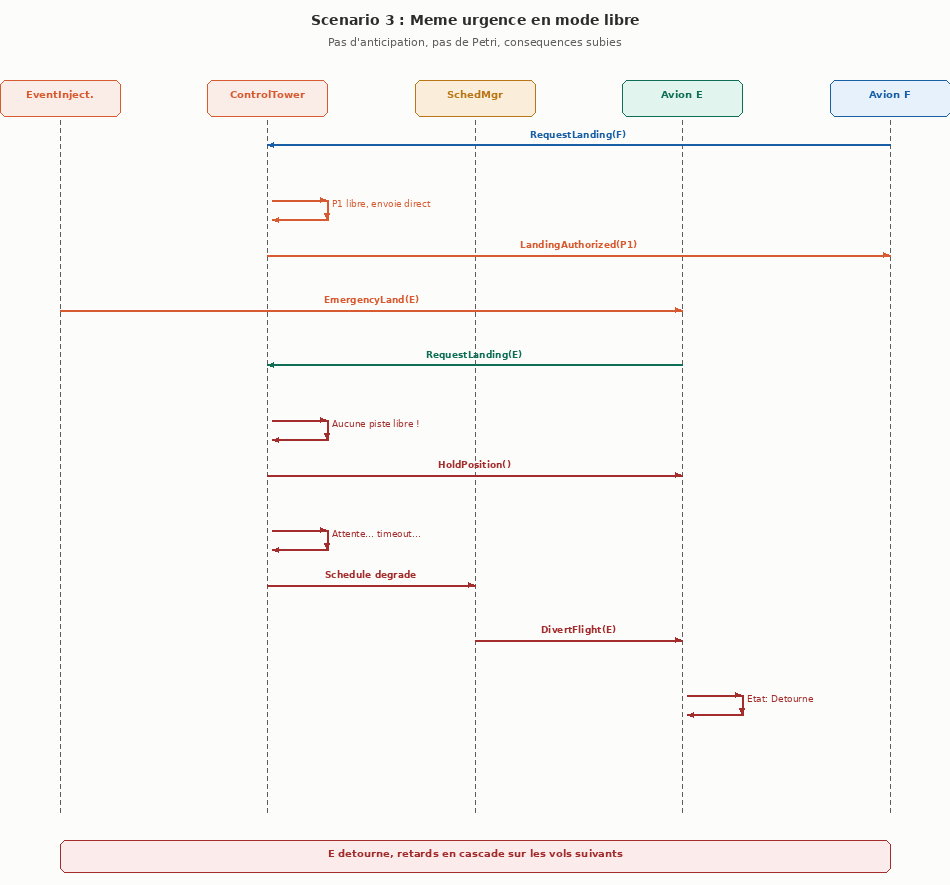 Scenario 3 : Meme urgence en mode libre
Pas d'anticipation, pas de Petri, consequences subies
EventInject.
ControlTower
SchedMgr
Avion E
Avion F
RequestLanding(F)
P1 libre, envoie direct
LandingAuthorized(P1)
EmergencyLand(E)
RequestLanding(E)
Aucune piste libre !
HoldPosition()
Attente... timeout...
Schedule degrade
DivertFlight(E)
Etat: Detourne
E detourne, retards en cascade sur les vols suivants